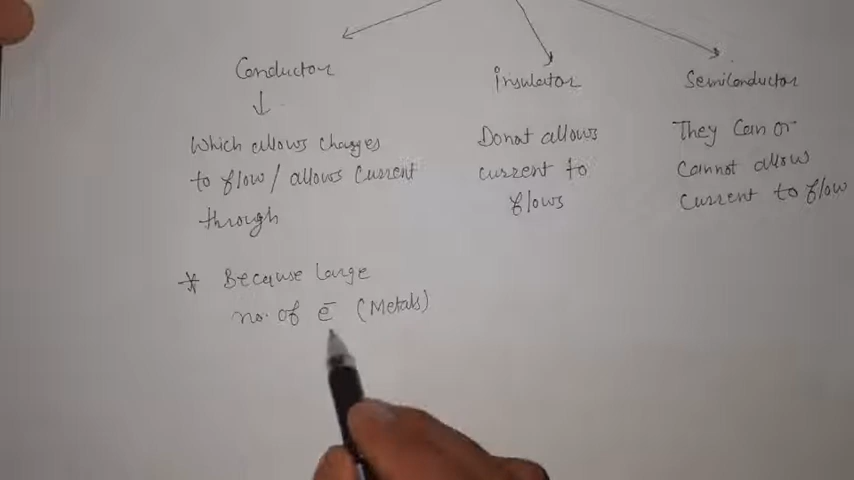 Conductor
Which allows charges
to flow / allows Current
through
* Because large
no. of e⁻ (Metals)
insulator
Donot allows
current to
flows
Semiconductor
They Can or
Cannot allow
Current to flow